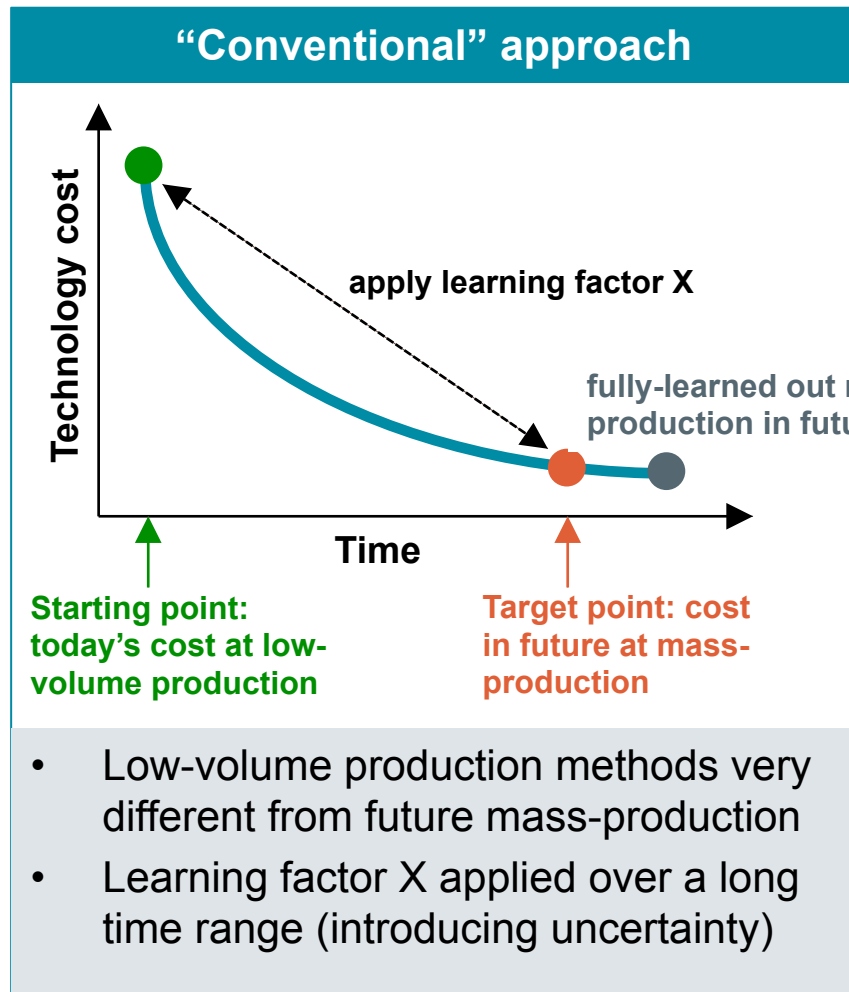 “Conventional” approach
Technology cost
apply learning factor X
fully-learned out
production in
Time
Starting point:
today’s cost at low-
volume production
Target point: cost
in future at mass-
production
• Low-volume production methods very
different from future mass-production
• Learning factor X applied over a long
time range (introducing uncertainty)